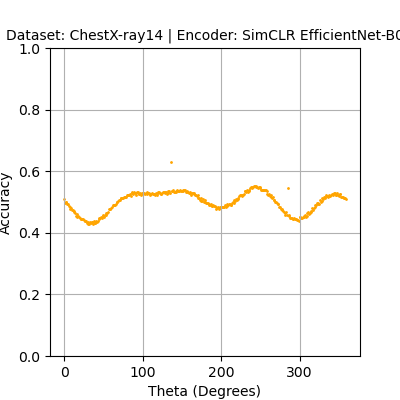 Dataset: ChestX-ray14 | Encoder: SimCLR EfficientNet-B0
1.0
0.8
0.6
0.4
0.2
0.0
Accuracy
0 100 200 300
Theta (Degrees)